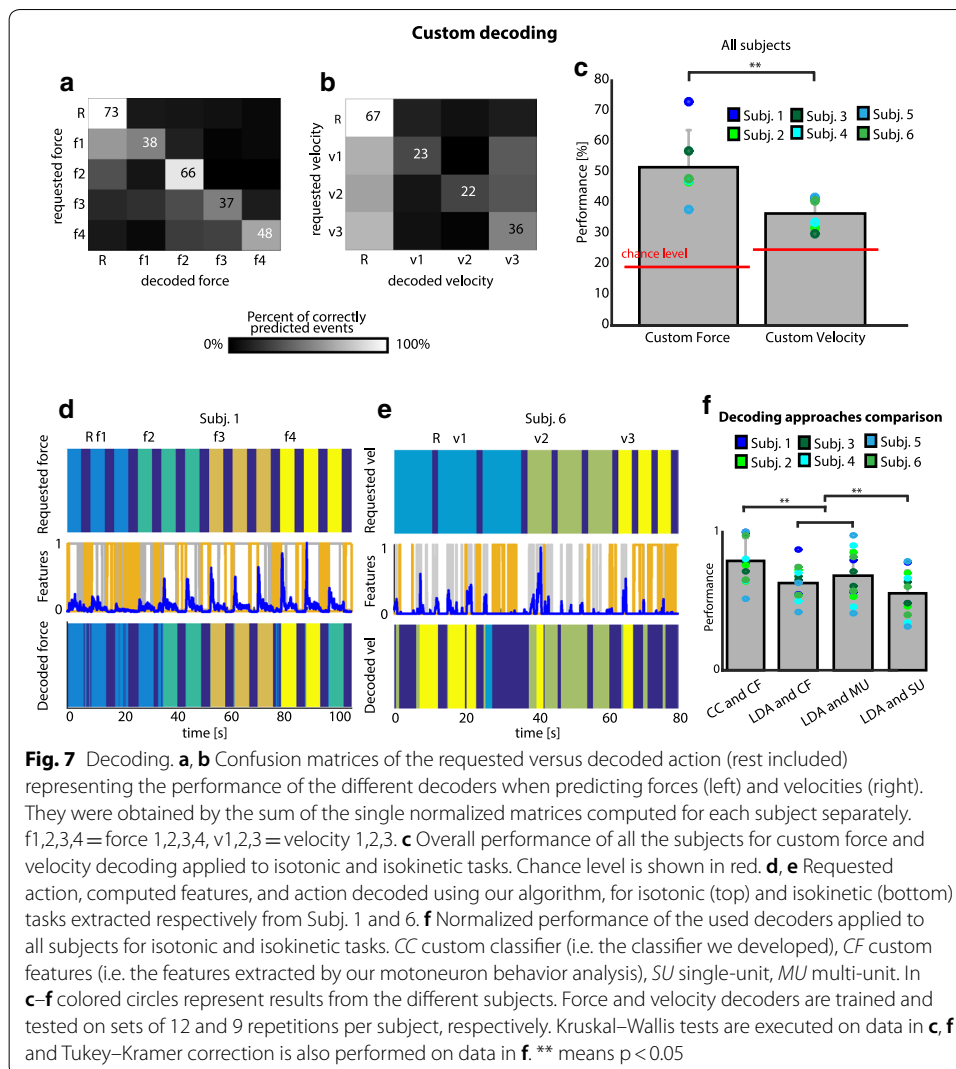 Custom decoding
a
R
f1
f2
f3
f4
requested force
73
38
66
37
48
R f1 f2 f3 f4
decoded force
b
R
v1
v2
v3
requested velocity
67
23
22
36
R v1 v2 v3
decoded velocity
Percent of correctly
predicted events
0% 100%
c
All subjects
**
Subj. 1 Subj. 3 Subj. 5
Subj. 2 Subj. 4 Subj. 6
Performance [%]
80
70
60
50
40
30
20
10
0
chance level
Custom Force Custom Velocity
d
Subj. 1
R f1 f2 f3 f4
Requested force
Features
1
0
Decoded force
0 20 40 60 80 100
time [s]
e
Subj. 6
R v1 v2 v3
Requested vel
Features
1
0
Decoded vel
0 20 40 60 80
time [s]
f
Decoding approaches comparison
Subj. 1 Subj. 3 Subj. 5
Subj. 2 Subj. 4 Subj. 6
** **
Performance
1
0
CC and CF LDA and CF LDA and MU LDA and SU
Fig. 7 Decoding. a, b Confusion matrices of the requested versus decoded action (rest included)
representing the performance of the different decoders when predicting forces (left) and velocities (right).
They were obtained by the sum of the single normalized matrices computed for each subject separately.
f1,2,3,4 = force 1,2,3,4, v1,2,3 = velocity 1,2,3. c Overall performance of all the subjects for custom force and
velocity decoding applied to isotonic and isokinetic tasks. Chance level is shown in red. d, e Requested
action, computed features, and action decoded using our algorithm, for isotonic (top) and isokinetic (bottom)
tasks extracted respectively from Subj. 1 and 6. f Normalized performance of the used decoders applied to
all subjects for isotonic and isokinetic tasks. CC custom classifier (i.e. the classifier we developed), CF custom
features (i.e. the features extracted by our motoneuron behavior analysis), SU single-unit, MU multi-unit. In
c–f colored circles represent results from the different subjects. Force and velocity decoders are trained and
tested on sets of 12 and 9 repetitions per subject, respectively. Kruskal–Wallis tests are executed on data in c, f
and Tukey–Kramer correction is also performed on data in f. ** means p < 0.05